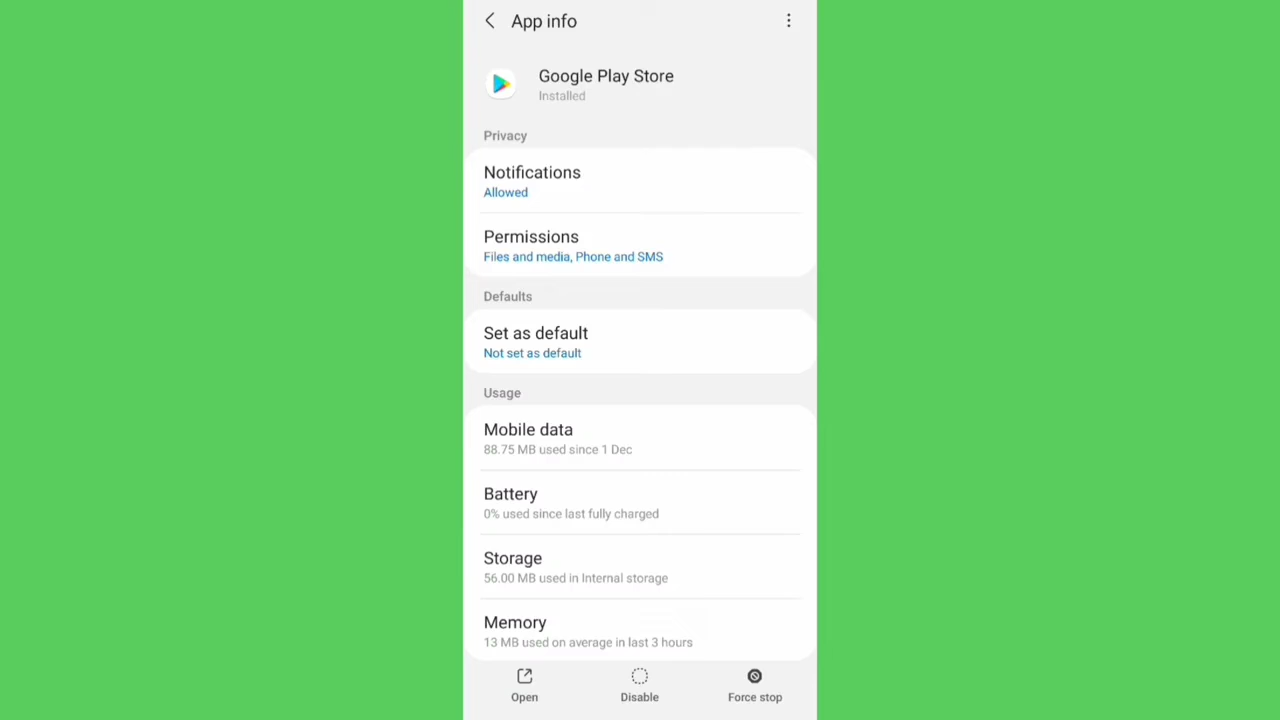 App info
Google Play Store
Installed
Privacy
Notifications
Allowed
Permissions
Files and media, Phone and SMS
Defaults
Set as default
Not set as default
Usage
Mobile data
88.75 MB used since 1 Dec
Battery
0% used since last fully charged
Storage
56.00 MB used in Internal storage
Memory
13 MB used on average in last 3 hours
Open
Disable
Force stop